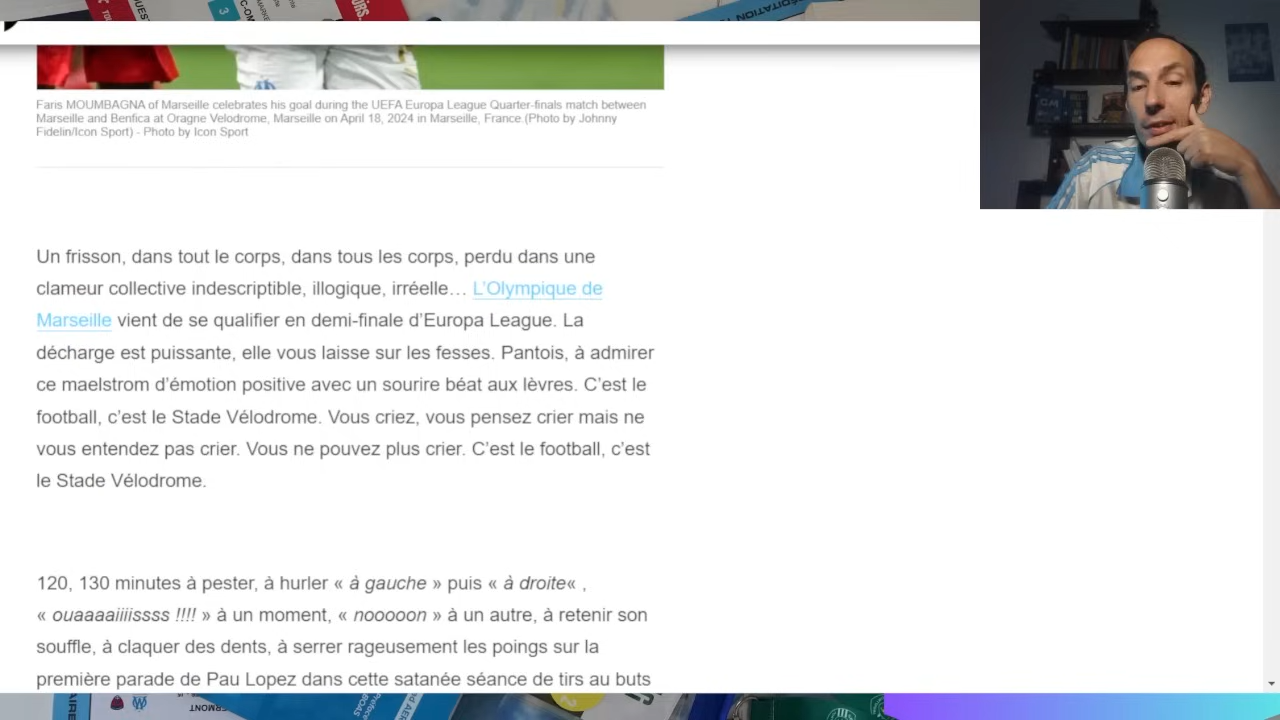 3
Faris MOUMBAGNA of Marseille celebrates his goal during the UEFA Europa League Quarter-finals match between
Marseille and Benfica at Oragne Velodrome, Marseille on April 18, 2024 in Marseille, France.(Photo by Johnny
Fidelin/Icon Sport) - Photo by Icon Sport
Un frisson, dans tout le corps, dans tous les corps, perdu dans une
clameur collective indescriptible, illogique, irréelle… L’Olympique de
Marseille vient de se qualifier en demi-finale d’Europa League. La
décharge est puissante, elle vous laisse sur les fesses. Pantois, à admirer
ce maelstrom d’émotion positive avec un sourire béat aux lèvres. C’est le
football, c’est le Stade Vélodrome. Vous criez, vous pensez crier mais ne
vous entendez pas crier. Vous ne pouvez plus crier. C’est le football, c’est
le Stade Vélodrome.
120, 130 minutes à pester, à hurler « à gauche » puis « à droite« ,
« ouaaaaiiiissss !!!! » à un moment, « nooooon » à un autre, à retenir son
souffle, à claquer des dents, à serrer rageusement les poings sur la
première parade de Pau Lopez dans cette satanée séance de tirs au buts